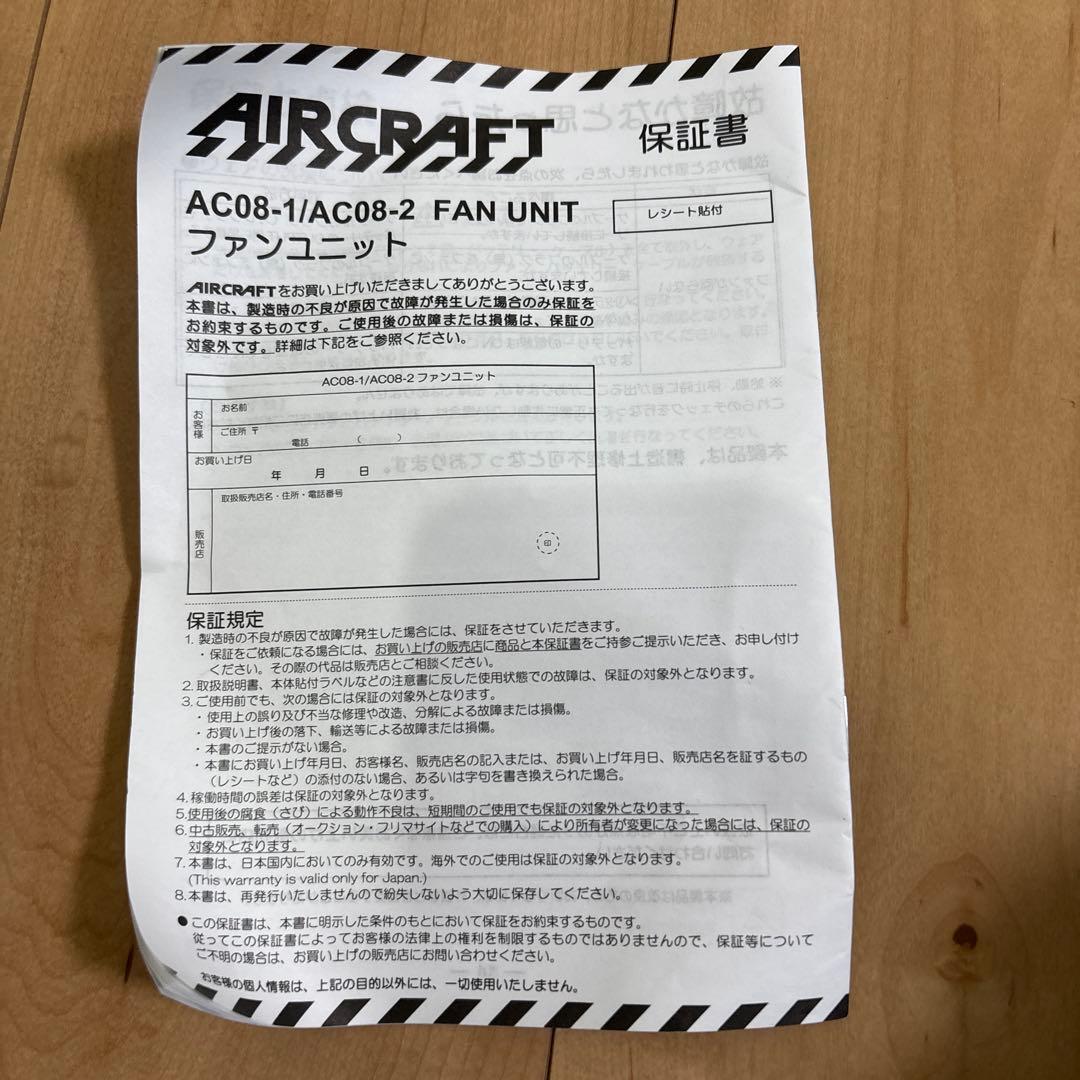 AIRCRAFT 保証書
AC08-1/AC08-2 FAN UNIT
ファンユニット
レシート貼付
AIRCRAFTをお買い上げいただきましてありがとうございます。
本書は、製造時の不良が原因で故障が発生した場合のみ保証を
お約束するものです。ご使用後の故障または損傷は、保証の
対象外です。詳細は下記をご参照ください。
AC08-1/AC08-2 ファンユニット
お客様
お名前
ご住所 〒
電話 ( )
お買い上げ日
年 月 日
販売店
取扱販売店名・住所・電話番号
印
保証規定
1. 製造時の不良が原因で故障が発生した場合には、保証をさせていただきます。
・保証をご依頼になる場合には、お買い上げの販売店に商品と本保証書をご持参ご提示いただき、お申し付け
ください。その際の代品は販売店とご相談ください。
2. 取扱説明書、本体貼付ラベルなどの注意書に反した使用状態での故障は、保証の対象外となります。
3. ご使用前でも、次の場合には保証の対象外となります。
・使用上の誤り及び不当な修理や改造、分解による故障または損傷。
・お買い上げ後の落下、輸送等による故障または損傷。
・本書のご提示がない場合。
・本書にお買い上げ年月日、お客様名、販売店名の記入または、お買い上げ年月日、販売店名を証するもの
（レシートなど）の添付のない場合、あるいは字句を書き換えられた場合。
4. 稼働時間の誤差は保証の対象外となります。
5. 使用後の腐食（さび）による動作不良は、短期間のご使用でも保証の対象外となります。
6. 中古販売、転売（オークション・フリマサイトなどでの購入）により所有者が変更になった場合には、保証の
対象外となります。
7. 本書は、日本国内においてのみ有効です。海外でのご使用は保証の対象外となります。
(This warranty is valid only for Japan.)
8. 本書は、再発行いたしませんので紛失しないよう大切に保存してください。
●この保証書は、本書に明示した条件のもとにおいて保証をお約束するものです。
従ってこの保証書によってお客様の法律上の権利を制限するものではありませんので、保証等について
ご不明の場合は、お買い上げの販売店にお問い合わせください。
お客様の個人情報は、上記の目的以外には、一切使用いたしません。